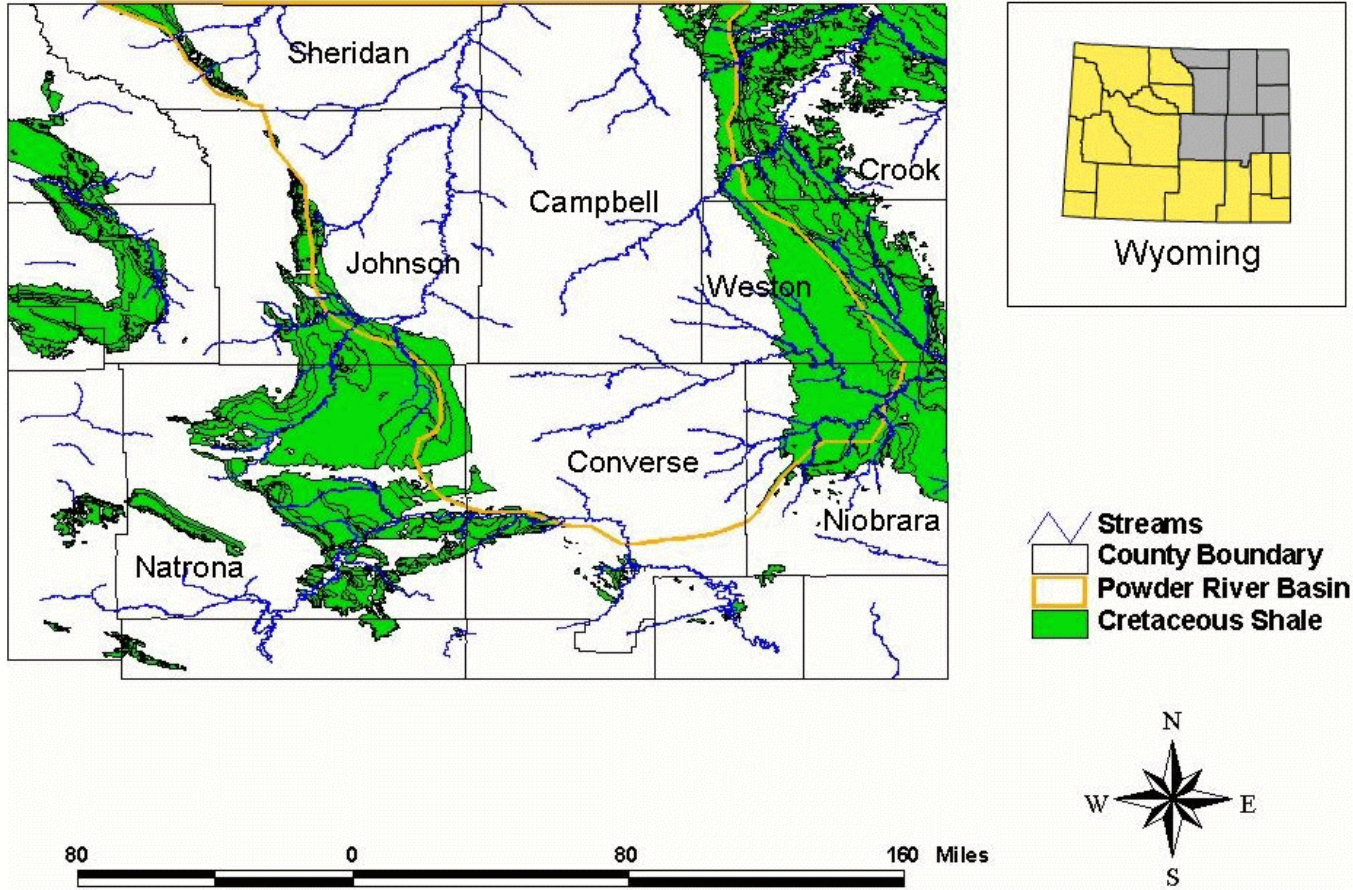 Sheridan
Crook
Campbell
Johnson
Weston
Converse
Niobrara
Natrona
Wyoming
Streams
County Boundary
Powder River Basin
Cretaceous Shale
N
W E
S
80 0 80 160 Miles